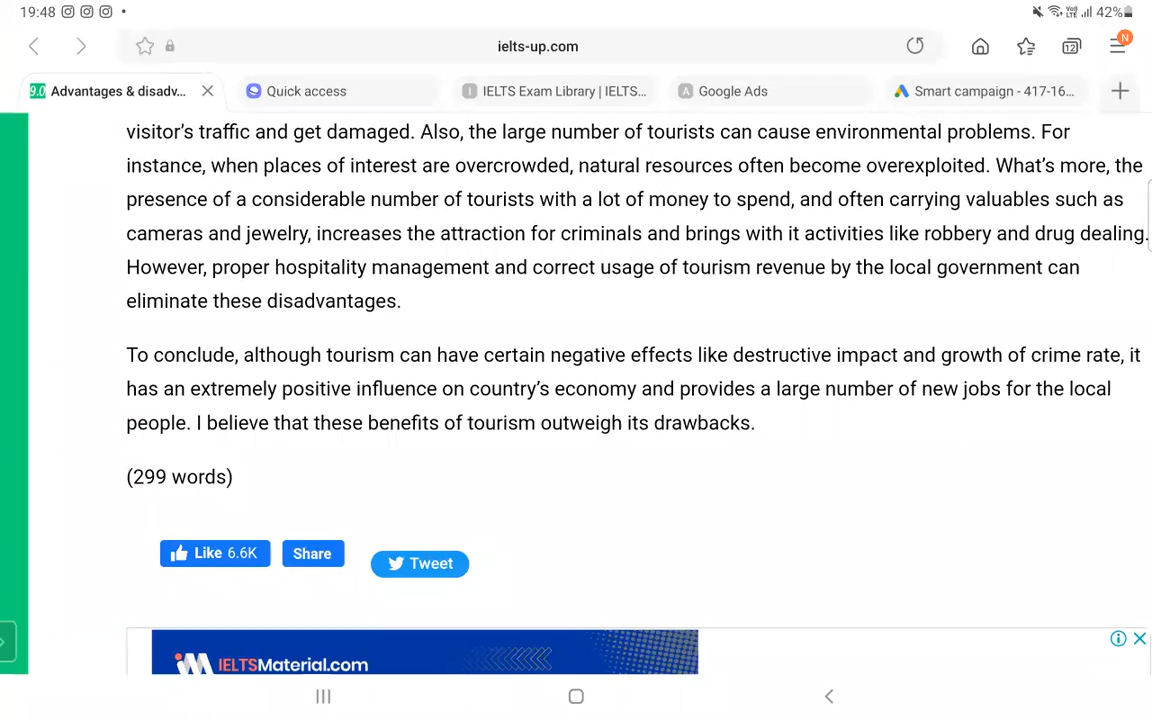 19:48 42%
ielts-up.com 12 N
9.0 Advantages & disadv... Quick access I IELTS Exam Library | IELTS... A Google Ads Smart campaign - 417-16...
visitor's traffic and get damaged. Also, the large number of tourists can cause environmental problems. For
instance, when places of interest are overcrowded, natural resources often become overexploited. What's more, the
presence of a considerable number of tourists with a lot of money to spend, and often carrying valuables such as
cameras and jewelry, increases the attraction for criminals and brings with it activities like robbery and drug dealing.
However, proper hospitality management and correct usage of tourism revenue by the local government can
eliminate these disadvantages.
To conclude, although tourism can have certain negative effects like destructive impact and growth of crime rate, it
has an extremely positive influence on country's economy and provides a large number of new jobs for the local
people. I believe that these benefits of tourism outweigh its drawbacks.
(299 words)
Like 6.6K Share Tweet
iM IELTSMaterial.com